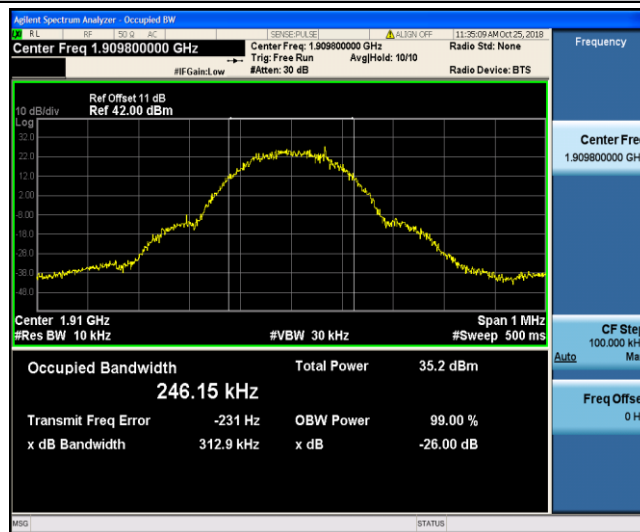 Agilent Spectrum Analyzer - Occupied BW
RL RF 50 Ω AC SENSE:PULSE ALIGN OFF 11:35:09 AM Oct 25, 2018
Center Freq 1.909800000 GHz
Center Freq: 1.909800000 GHz
Radio Std: None
Trig: Free Run Avg|Hold: 10/10
#IFGain:Low #Atten: 30 dB Radio Device: BTS
Ref Offset 11 dB
10 dB/div Ref 42.00 dBm
Log
32.0
22.0
12.0
2.00
-8.00
-18.0
-28.0
-38.0
-48.0
Center 1.91 GHz Span 1 MHz
#Res BW 10 kHz #VBW 30 kHz #Sweep 500 ms
Occupied Bandwidth Total Power 35.2 dBm
246.15 kHz
Transmit Freq Error -231 Hz OBW Power 99.00 %
x dB Bandwidth 312.9 kHz x dB -26.00 dB
MSG STATUS
Frequency
Center Fre
1.909800000 GH
CF Step
100.000 kH
Auto Ma
Freq Offse
0 H